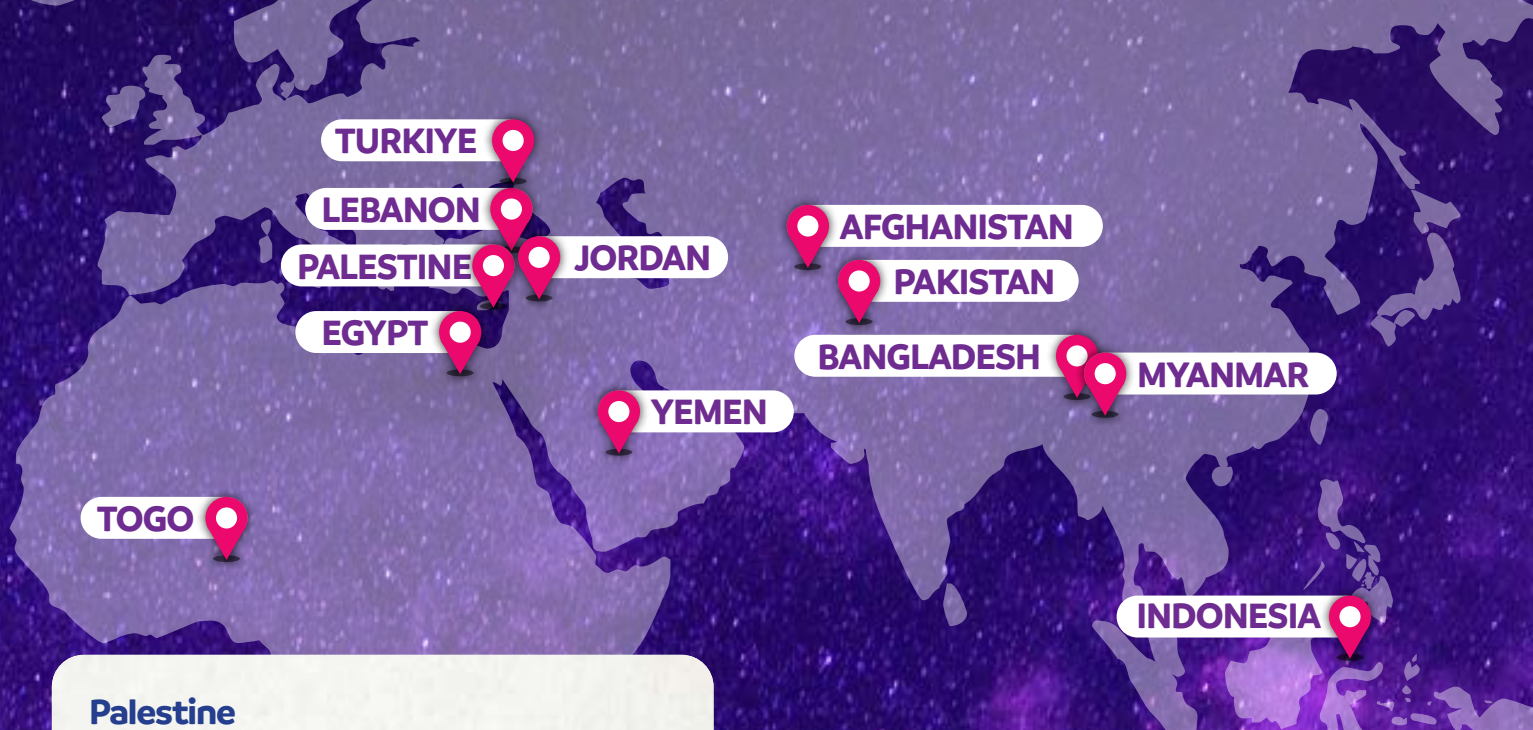 TURKIYE
LEBANON
AFGHANISTAN
PALESTINE
JORDAN
PAKISTAN
EGYPT
BANGLADESH
MYANMAR
YEMEN
TOGO
INDONESIA
Palestine